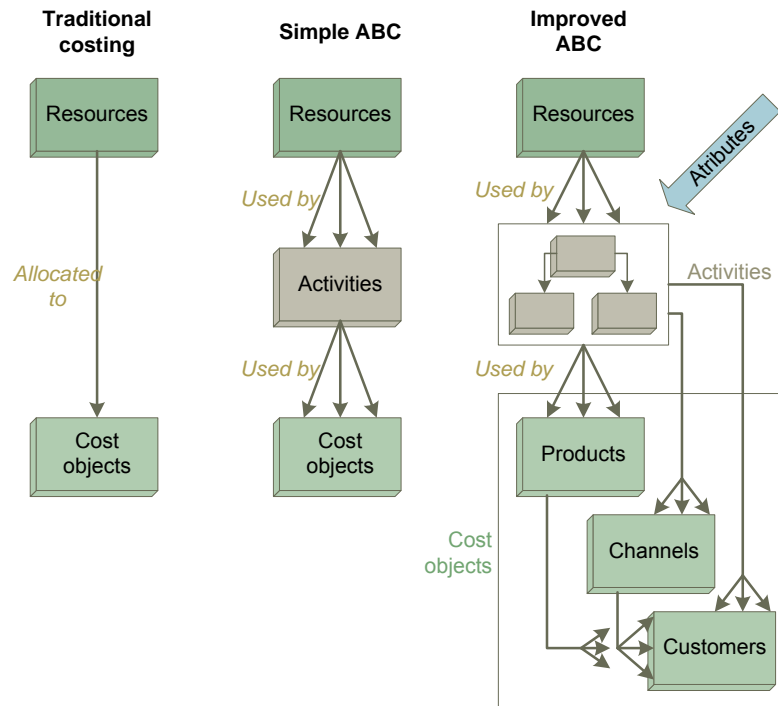 Traditional
costing
Simple ABC
Improved
ABC
Resources
Resources
Resources
Atributes
Used by
Used by
Allocated
to
Activities
Activities
Used by
Used by
Cost
objects
Cost
objects
Products
Cost
objects
Channels
Customers